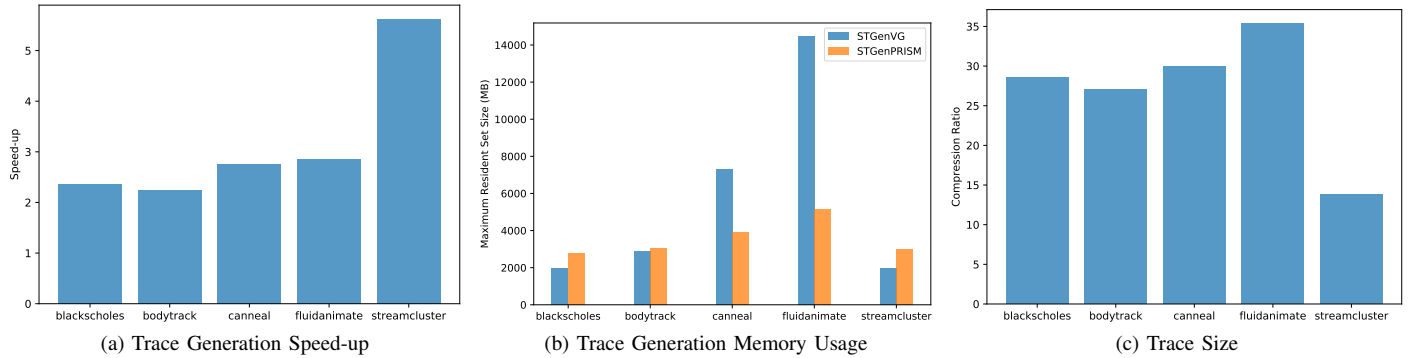 5
4
3
2
1
0
Speed-up
blackscholes bodytrack canneal fluidanimate streamcluster
(a) Trace Generation Speed-up
14000
12000
10000
8000
6000
4000
2000
0
Maximum Resident Set Size (MB)
STGenVG
STGenPRISM
blackscholes bodytrack canneal fluidanimate streamcluster
(b) Trace Generation Memory Usage
35
30
25
20
15
10
5
0
Compression Ratio
blackscholes bodytrack canneal fluidanimate streamcluster
(c) Trace Size